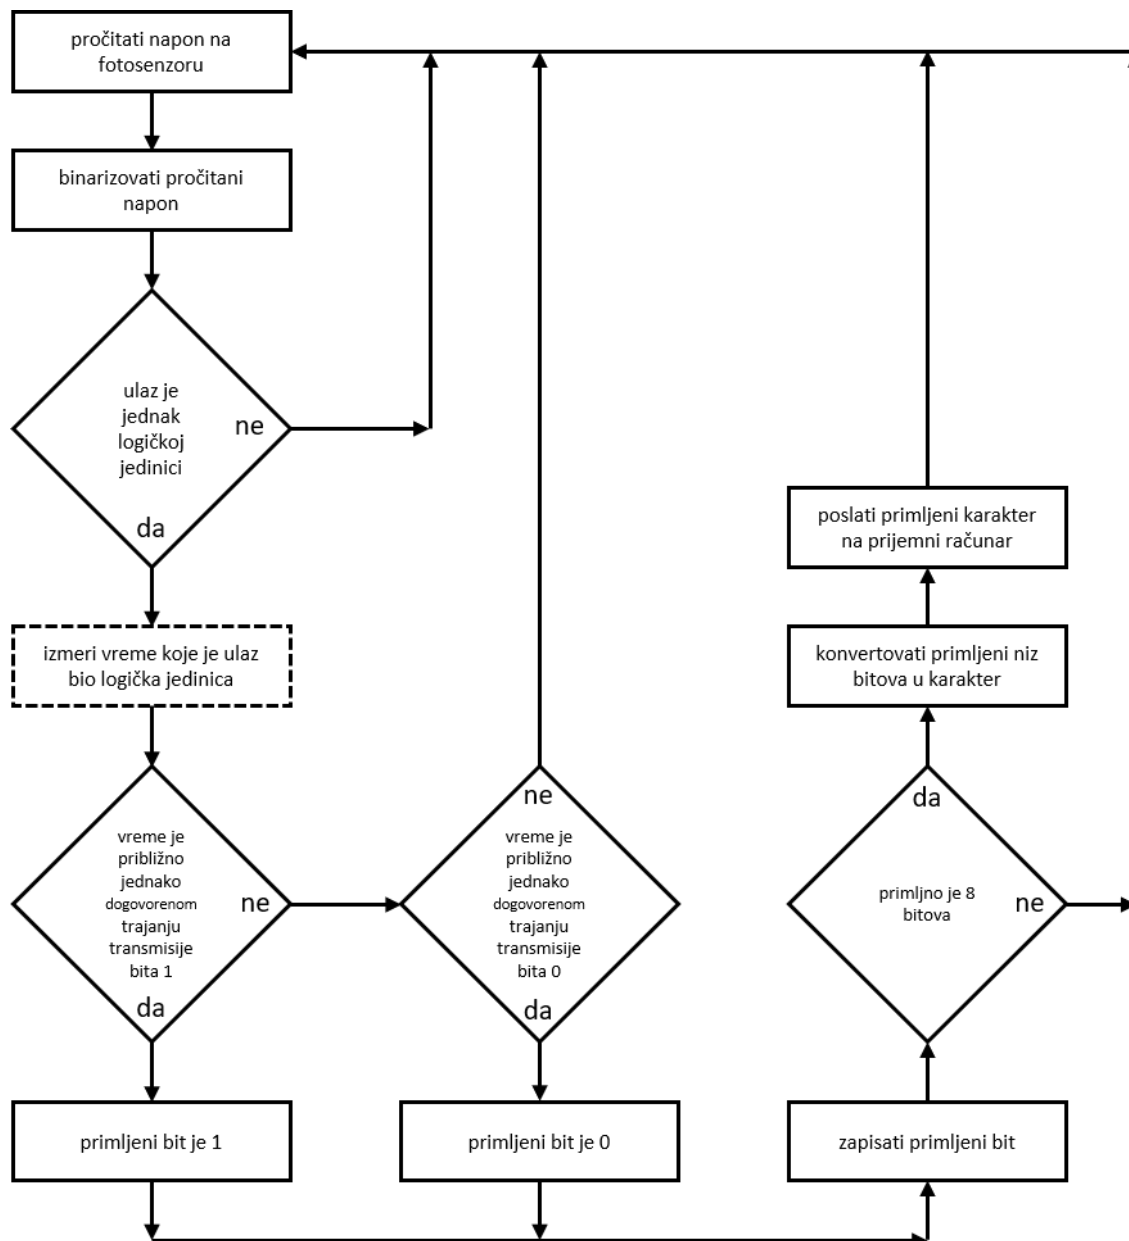 pročitati napon na
fotosenzoru
binarizovati pročitani
napon
ulaz je
jednak
logičkoj
jedinici
ne
da
izmeri vreme koje je ulaz
bio logička jedinica
vreme je
približno
jednako
dogovorenom
trajanju
transmisije
bita 1
ne
da
primljeni bit je 1
ne
vreme je
približno
jednako
dogovorenom
trajanju
transmisije
bita 0
da
primljeni bit je 0
poslati primljeni karakter
na prijemni računar
konvertovati primljeni niz
bitova u karakter
da
primljno je 8
bitova
ne
zapisati primljeni bit